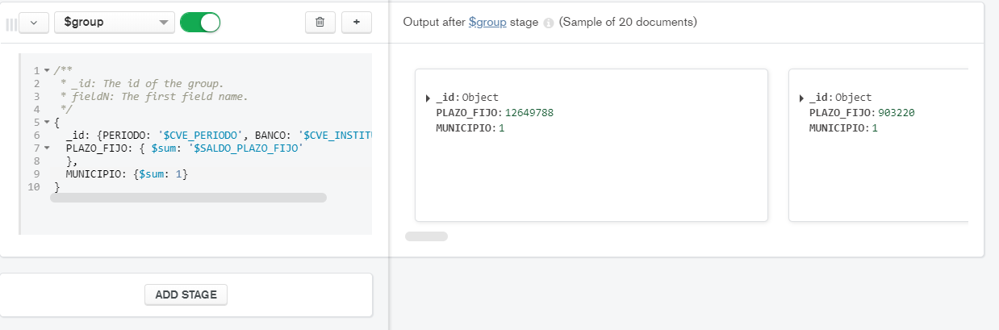 $group
+
Output after $group stage (Sample of 20 documents)
1 /**
2 * _id: The id of the group.
3 * fieldN: The first field name.
4 */
5 {
6 _id: {PERIODO: '$CVE_PERIODO', BANCO: '$CVE_INSTITU
7 PLAZO_FIJO: { $sum: '$SALDO_PLAZO_FIJO'
8 },
9 MUNICIPIO: {$sum: 1}
10 }
_id: Object
PLAZO_FIJO: 12649788
MUNICIPIO: 1
_id: Object
PLAZO_FIJO: 903220
MUNICIPIO: 1
ADD STAGE